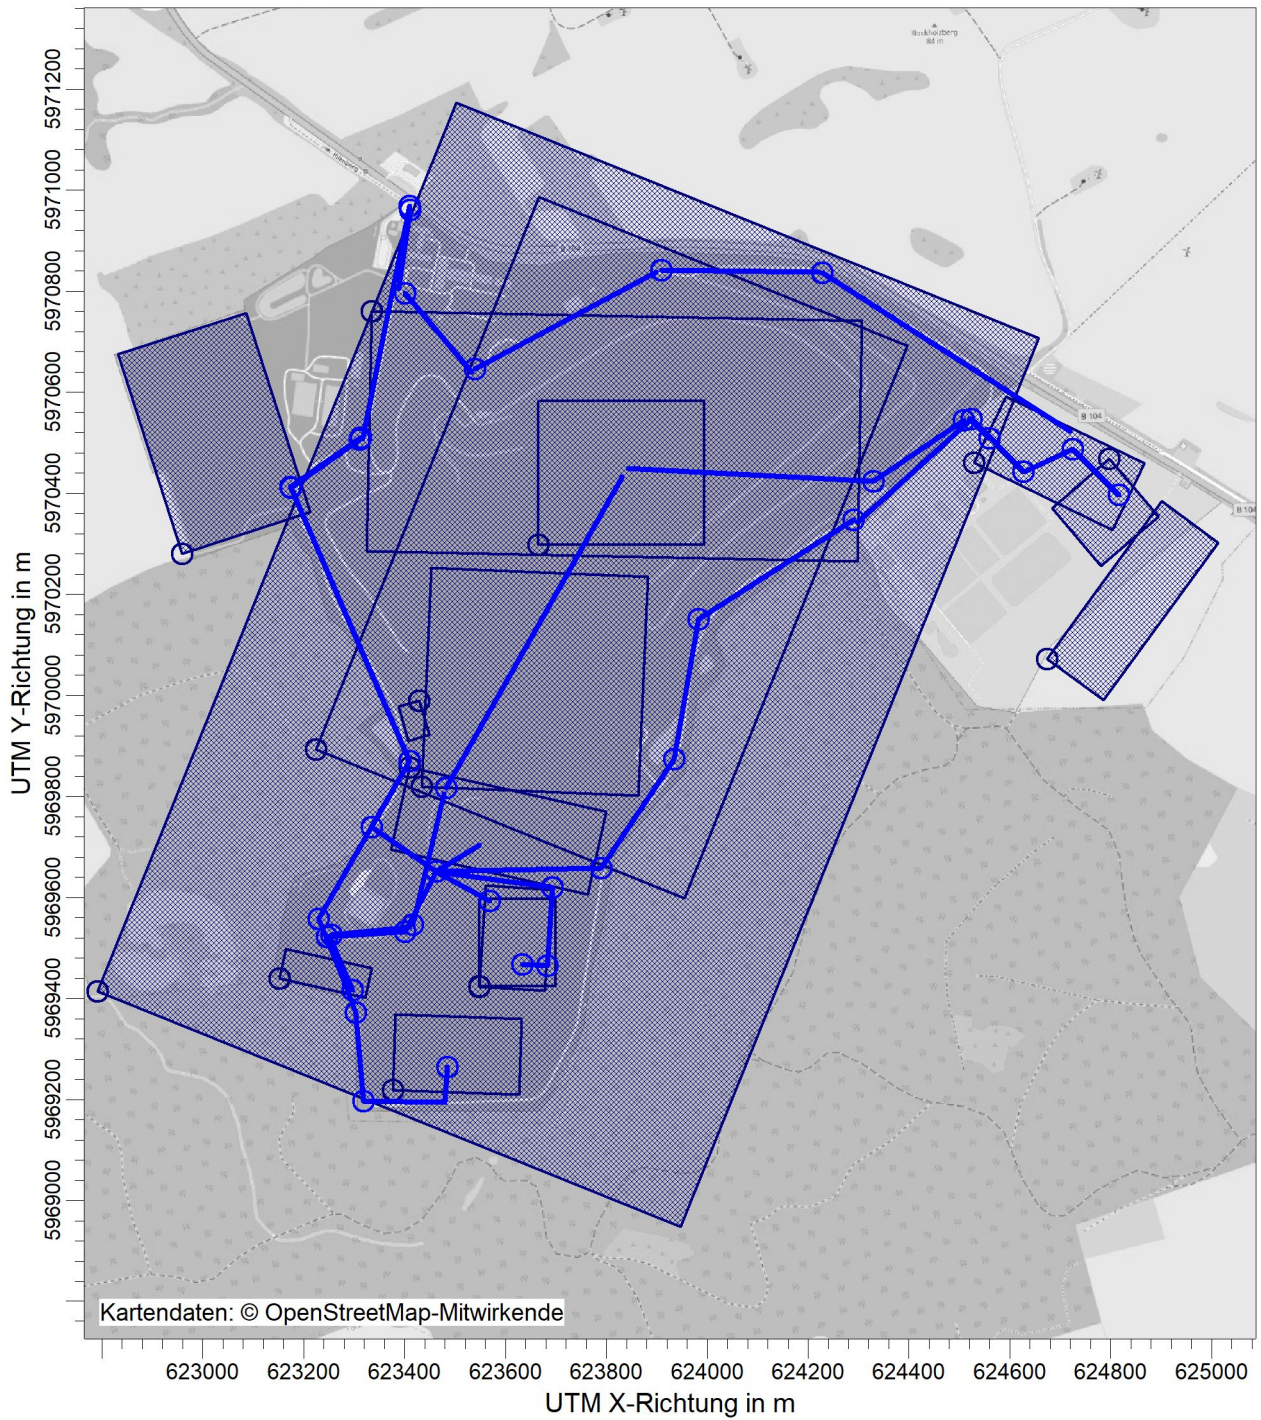 Bockholzberg
84 m
B 104
B 104
B 104
5971200
5971000
5970800
5970600
5970400
5970200
5970000
5969800
5969600
5969400
5969200
5969000
UTM Y-Richtung in m
Kartendaten: © OpenStreetMap-Mitwirkende
623000 623200 623400 623600 623800 624000 624200 624400 624600 624800 625000
UTM X-Richtung in m